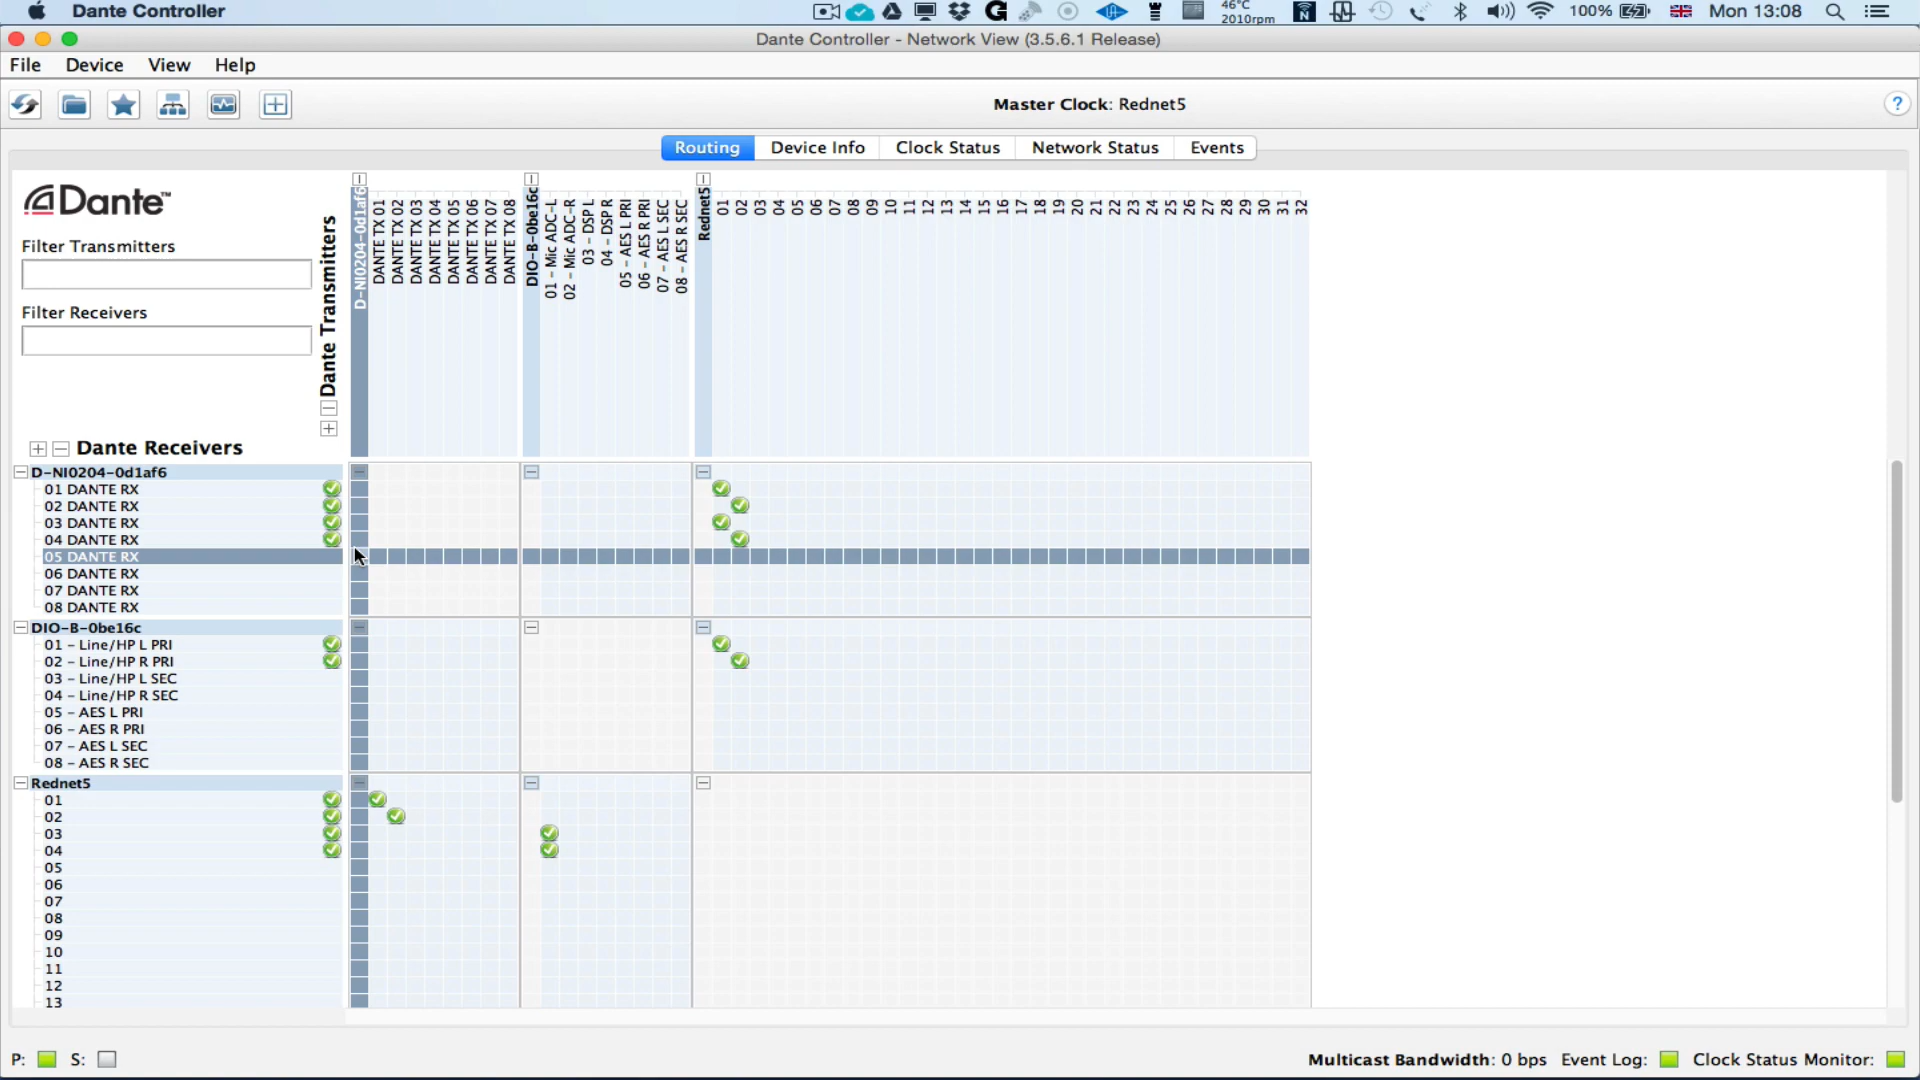 Dante Controller
46°C
2010rpm
100%
Mon 13:08
Dante Controller - Network View (3.5.6.1 Release)
File Device View Help
Master Clock: Rednet5
?
Routing Device Info Clock Status Network Status Events
Dante™
Filter Transmitters
Filter Receivers
Dante Transmitters
D-NI0204-0d1af6
DANTE TX 01
DANTE TX 02
DANTE TX 03
DANTE TX 04
DANTE TX 05
DANTE TX 06
DANTE TX 07
DANTE TX 08
DIO-B-0be16c
01 - Mic ADC-L
02 - Mic ADC-R
03 - DSP L
04 - DSP R
05 - AES L PRI
06 - AES R PRI
07 - AES L SEC
08 - AES R SEC
Rednet5
01 02 03 04 05 06 07 08 09 10 11 12 13 14 15 16 17 18 19 20 21 22 23 24 25 26 27 28 29 30 31 32
Dante Receivers
D-NI0204-0d1af6
01 DANTE RX
02 DANTE RX
03 DANTE RX
04 DANTE RX
05 DANTE RX
06 DANTE RX
07 DANTE RX
08 DANTE RX
DIO-B-0be16c
01 - Line/HP L PRI
02 - Line/HP R PRI
03 - Line/HP L SEC
04 - Line/HP R SEC
05 - AES L PRI
06 - AES R PRI
07 - AES L SEC
08 - AES R SEC
Rednet5
01
02
03
04
05
06
07
08
09
10
11
12
13
P: S: Multicast Bandwidth: 0 bps Event Log: Clock Status Monitor: